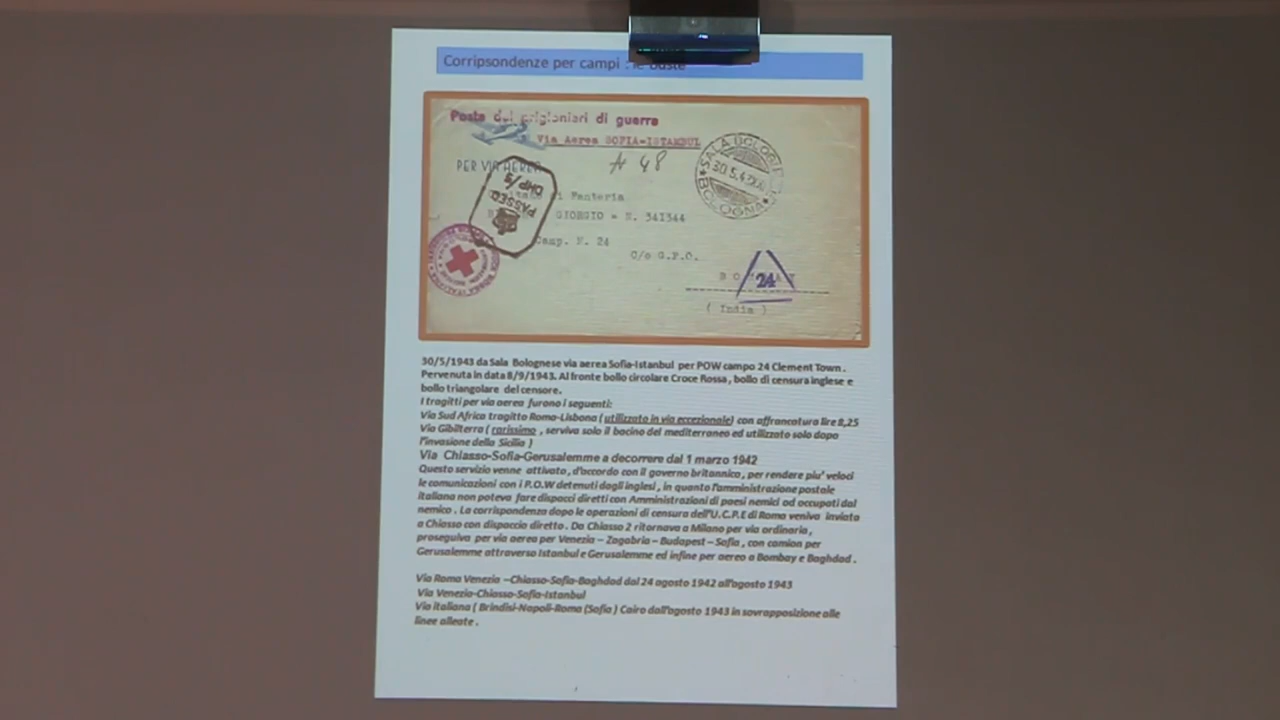 Corripsondenze per campi : le buste
Posta dei prigionieri di guerra
Via Aerea SOFIA-ISTANBUL
PER VIA AEREA
N 48
SALA BOLOGNESE
30.5.4
BOLOGNA
PASSED
DHP/5
di Fanteria
GIORGIO = N. 341344
Camp. N. 24
C/o G.P.O.
BOMBAY
24
( India )
30/5/1943 da Sala Bolognese via aerea Sofia-Istanbul per POW campo 24 Clement Town .
Pervenuta in data 8/9/1943. Al fronte bollo circolare Croce Rossa , bollo di censura inglese e
bollo triangolare del censore.
I tragitti per via aerea furono i seguenti:
Via Sud Africa tragitto Roma-Lisbona ( utilizzato in via eccezionale) con affrancatura lire 8,25
Via Gibilterra ( rarissimo , serviva solo il bacino del mediterraneo ed utilizzato solo dopo
l'invasione della Sicilia )
Via Chiasso-Sofia-Gerusalemme a decorrere dal 1 marzo 1942
Questo servizio venne attivato , d'accordo con il governo britannico , per rendere piu' veloci
le comunicazioni con i P.O.W detenuti dagli inglesi , in quanto l'amministrazione postale
italiana non poteva fare dispacci diretti con Amministrazioni di paesi nemici od occupati dal
nemico . La corrispondenza dopo le operazioni di censura dell'U.C.P.E di Roma veniva inviata
a Chiasso con dispaccio diretto . Da Chiasso 2 ritornava a Milano per via ordinaria ,
proseguiva per via aerea per Venezia – Zagabria – Budapest – Sofia , con camion per
Gerusalemme attraverso Istanbul e Gerusalemme ed infine per aereo a Bombay e Baghdad .
Via Roma Venezia –Chiasso-Sofia-Baghdad dal 24 agosto 1942 all'agosto 1943
Via Venezia-Chiasso-Sofia-Istanbul
Via italiana ( Brindisi-Napoli-Roma (Sofia ) Cairo dall'agosto 1943 in sovrapposizione alle
linee alleate .